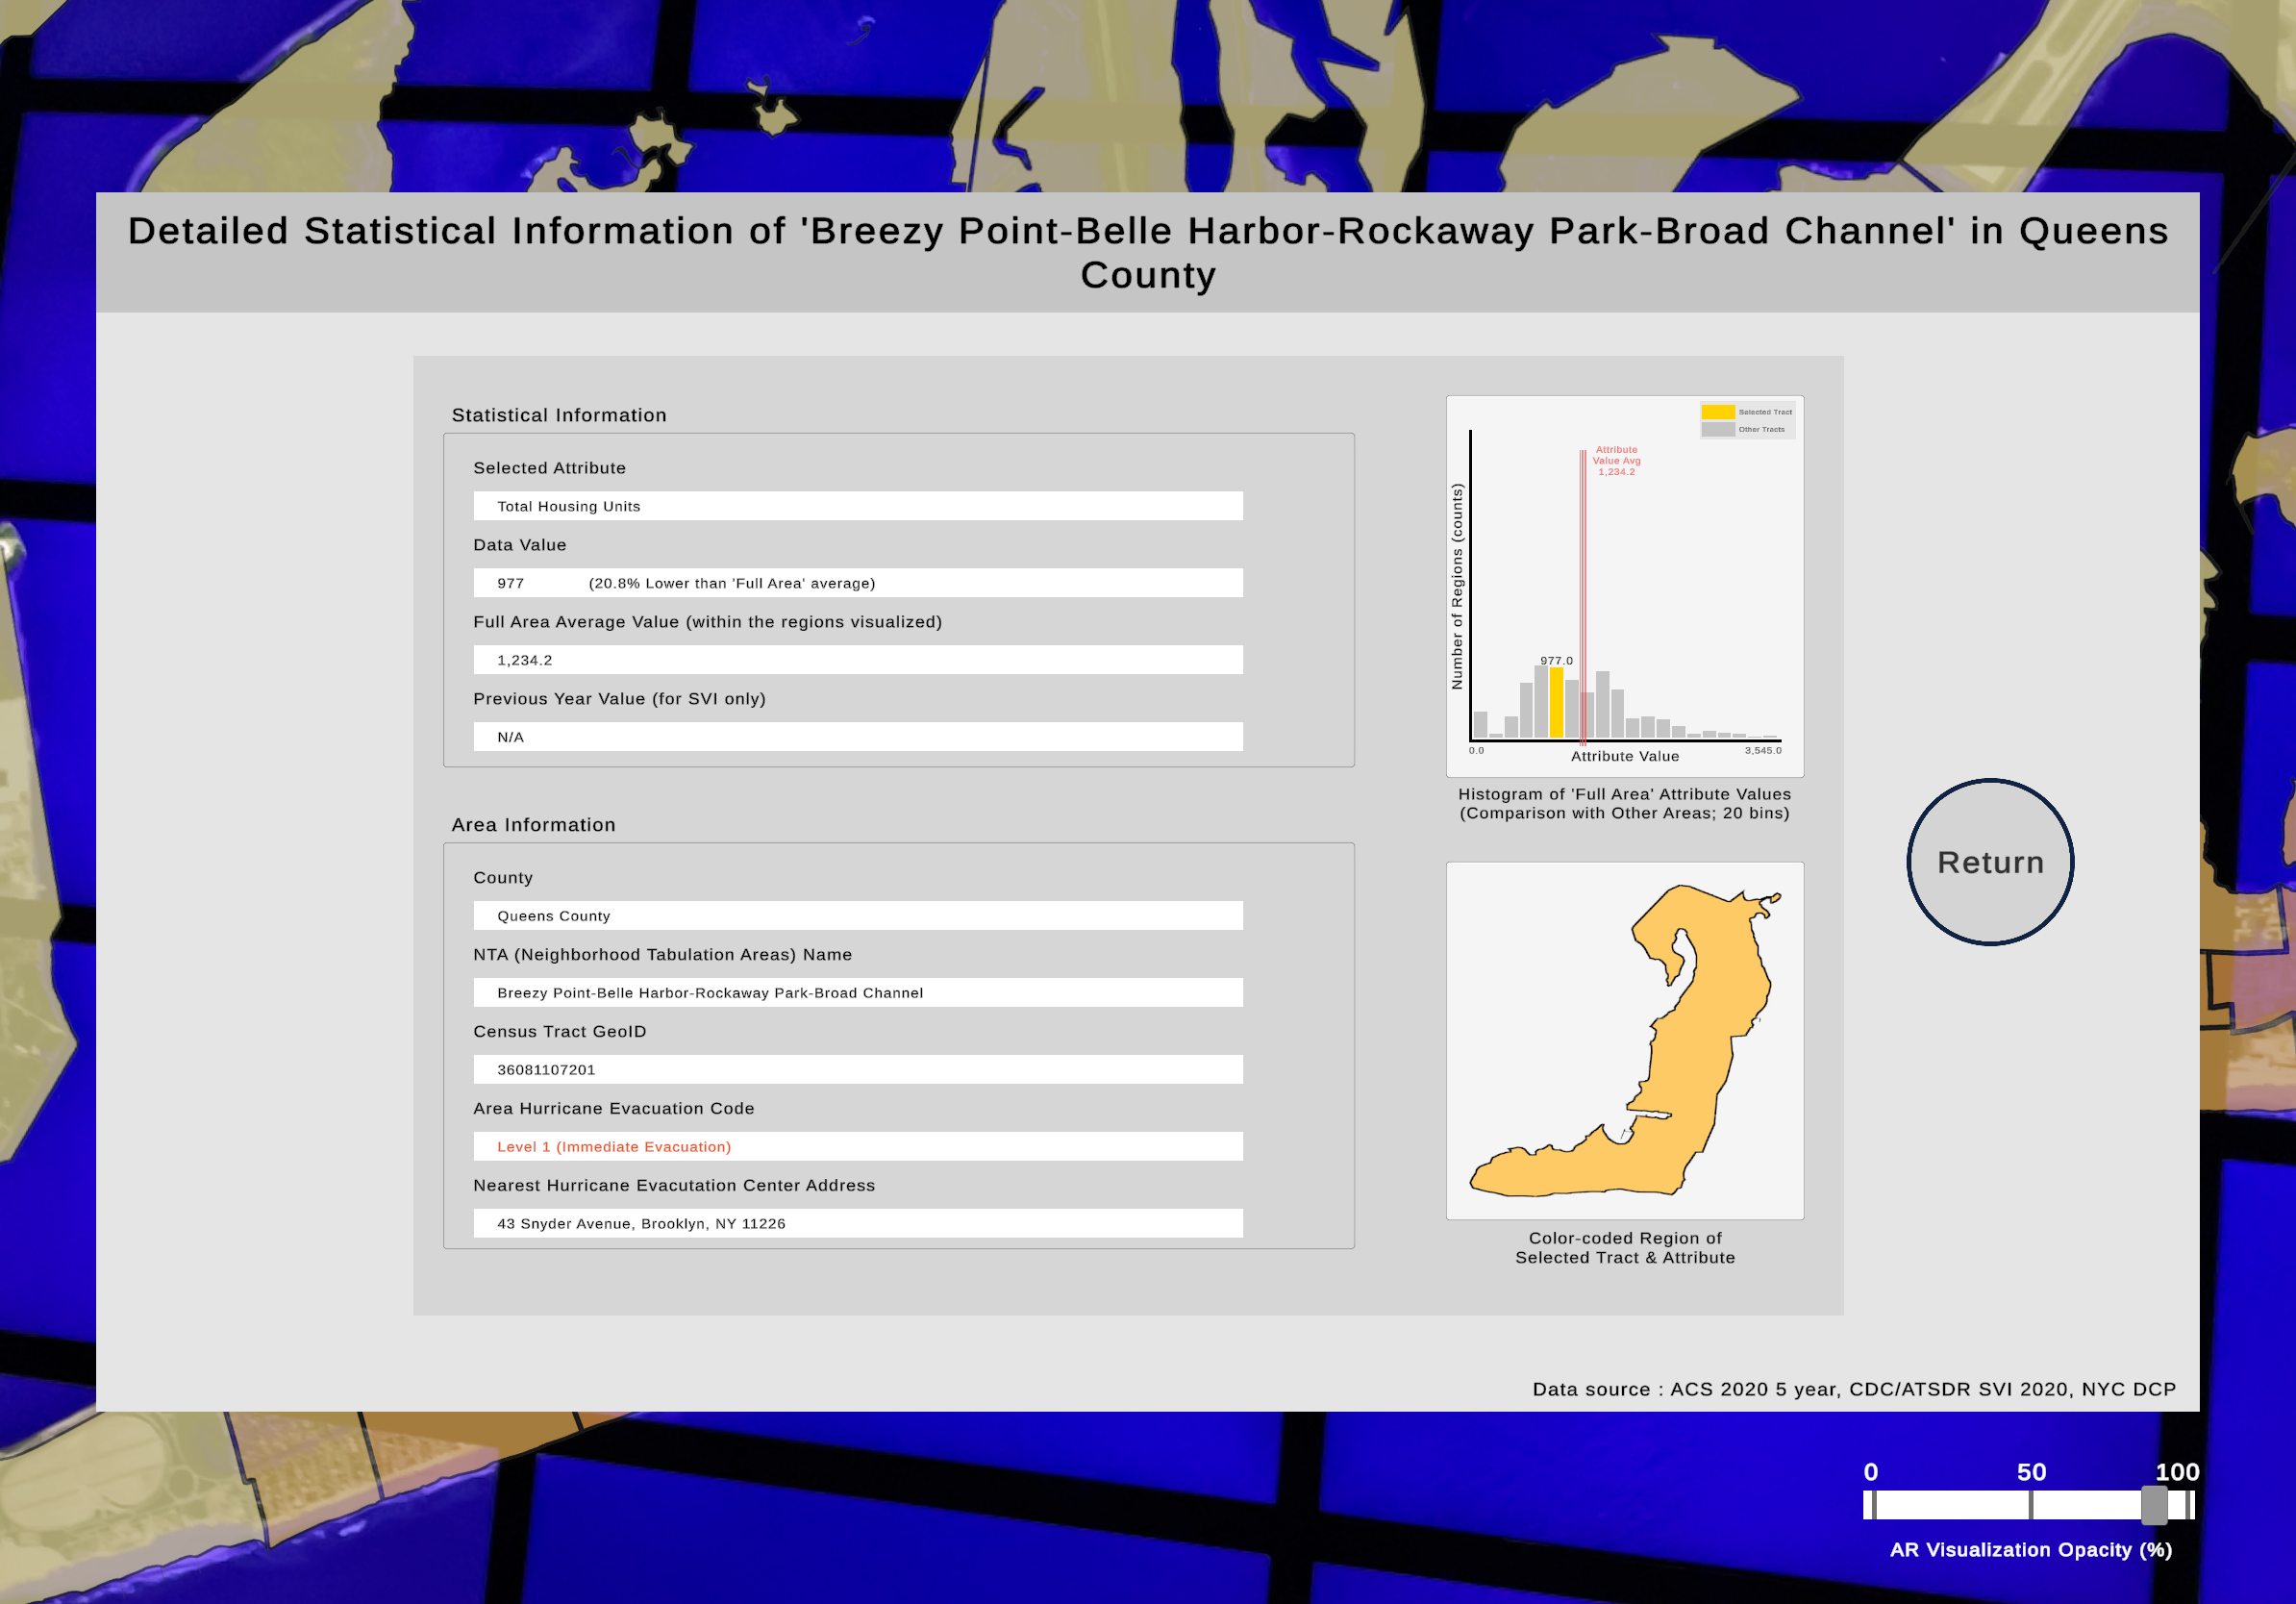 Detailed Statistical Information of 'Breezy Point-Belle Harbor-Rockaway Park-Broad Channel' in Queens
County
Statistical Information
Selected Attribute
Total Housing Units
Data Value
977 (20.8% Lower than 'Full Area' average)
Full Area Average Value (within the regions visualized)
1,234.2
Previous Year Value (for SVI only)
N/A
Area Information
County
Queens County
NTA (Neighborhood Tabulation Areas) Name
Breezy Point-Belle Harbor-Rockaway Park-Broad Channel
Census Tract GeoID
36081107201
Area Hurricane Evacuation Code
Level 1 (Immediate Evacuation)
Nearest Hurricane Evacutation Center Address
43 Snyder Avenue, Brooklyn, NY 11226
Selected Tract
Other Tracts
Attribute
Value Avg
1,234.2
Number of Regions (counts)
977.0
0.0
3,545.0
Attribute Value
Histogram of 'Full Area' Attribute Values
(Comparison with Other Areas; 20 bins)
Color-coded Region of
Selected Tract & Attribute
Return
Data source : ACS 2020 5 year, CDC/ATSDR SVI 2020, NYC DCP
0 50 100
AR Visualization Opacity (%)